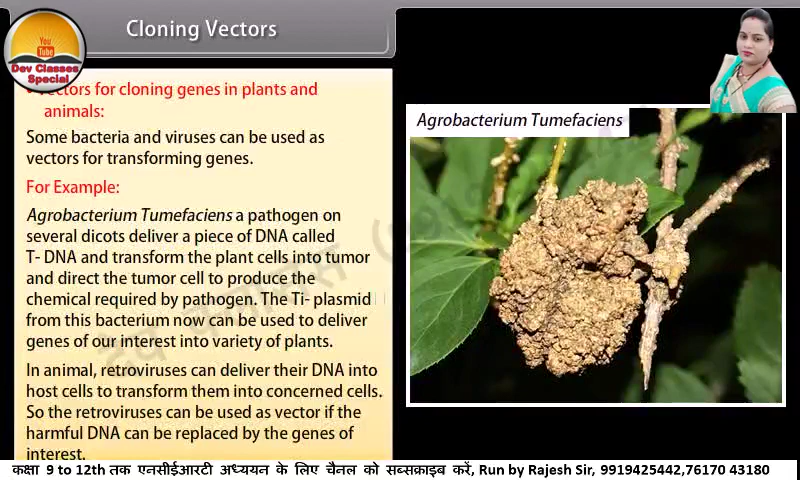 Cloning Vectors
You
Tube
Dev Classes
Special
Vectors for cloning genes in plants and
animals:
Some bacteria and viruses can be used as
vectors for transforming genes.
For Example:
Agrobacterium Tumefaciens a pathogen on
several dicots deliver a piece of DNA called
T- DNA and transform the plant cells into tumor
and direct the tumor cell to produce the
chemical required by pathogen. The Ti- plasmid
from this bacterium now can be used to deliver
genes of our interest into variety of plants.
In animal, retroviruses can deliver their DNA into
host cells to transform them into concerned cells.
So the retroviruses can be used as vector if the
harmful DNA can be replaced by the genes of
interest.
Agrobacterium Tumefaciens
कक्षा 9 to 12th तक एनसीईआरटी अध्ययन के लिए चैनल को सब्सक्राइब करें, Run by Rajesh Sir, 9919425442,76170 43180